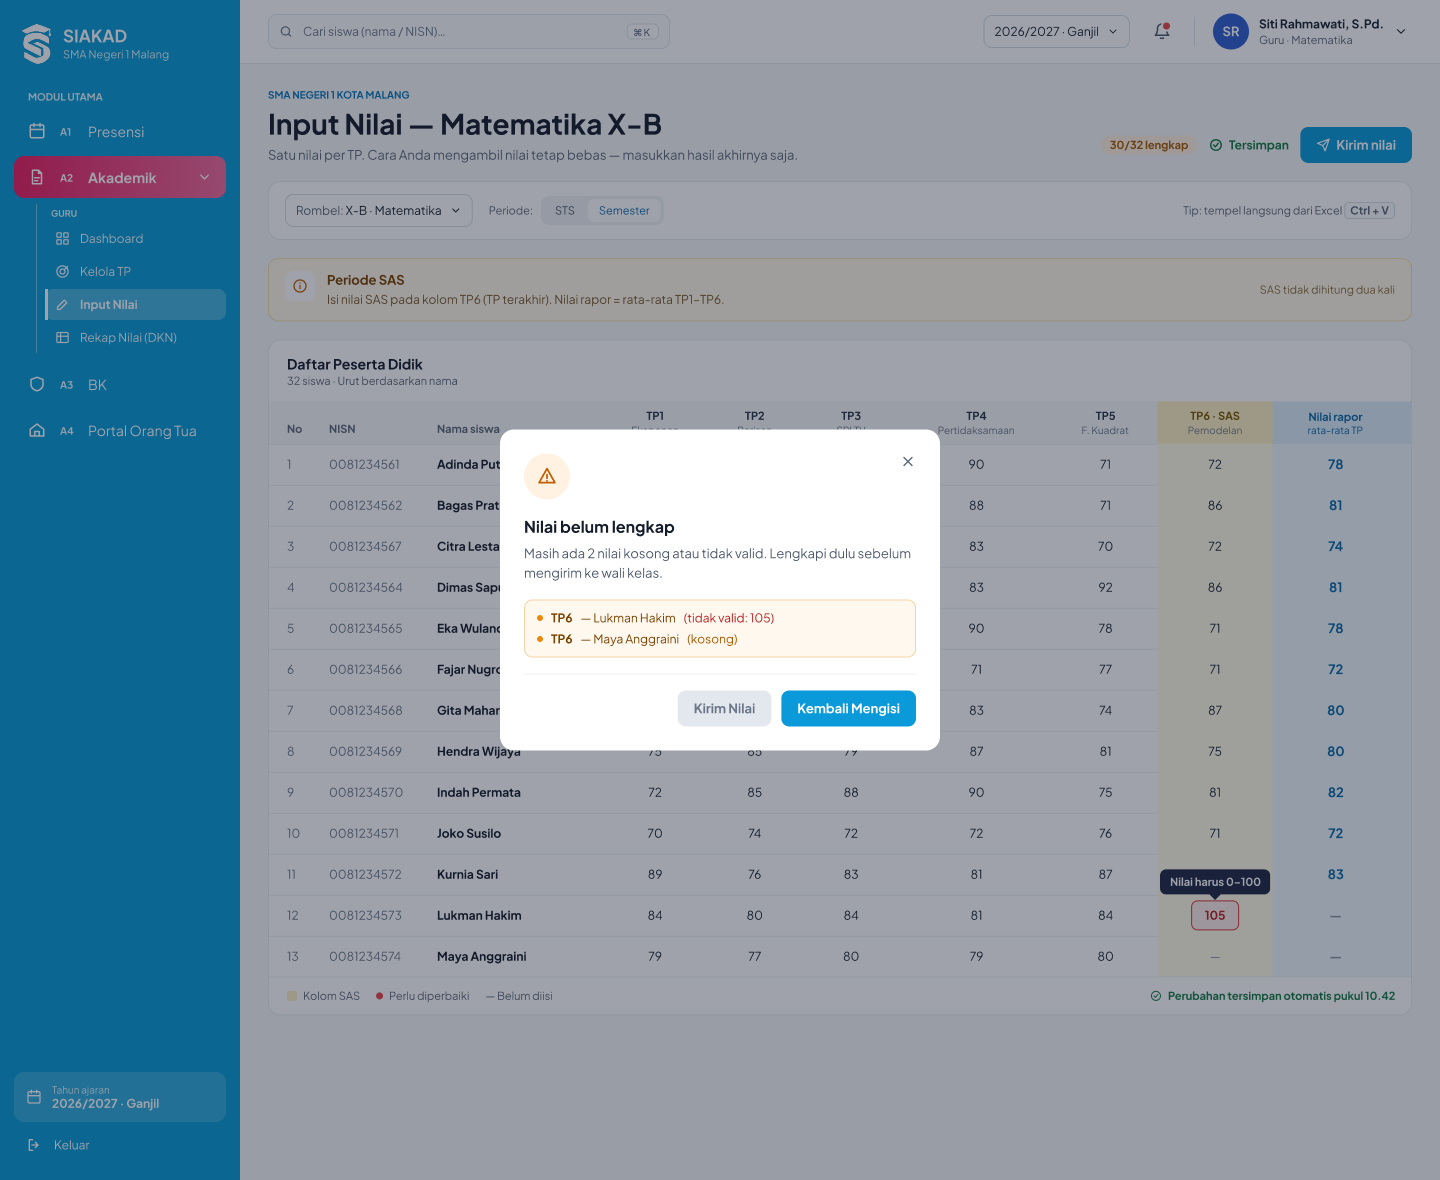 SIAKAD
SMA Negeri 1 Malang
MODUL UTAMA
A1 Presensi
A2 Akademik
GURU
Dashboard
Kelola TP
Input Nilai
Rekap Nilai (DKN)
A3 BK
A4 Portal Orang Tua
Tahun ajaran
2026/2027 · Ganjil
Keluar
Cari siswa (nama / NISN)...
⌘K
2026/2027 · Ganjil
SR
Siti Rahmawati, S.Pd.
Guru · Matematika
SMA NEGERI 1 KOTA MALANG
Input Nilai — Matematika X-B
Satu nilai per TP. Cara Anda mengambil nilai tetap bebas — masukkan hasil akhirnya saja.
30/32 lengkap
Tersimpan
Kirim nilai
Rombel: X-B · Matematika
Periode:
STS
Semester
Tip: tempel langsung dari Excel Ctrl + V
Periode SAS
Isi nilai SAS pada kolom TP6 (TP terakhir). Nilai rapor = rata-rata TP1–TP6.
SAS tidak dihitung dua kali
Daftar Peserta Didik
32 siswa · Urut berdasarkan nama
No NISN Nama siswa TP1 TP2 TP3 TP4 TP5 TP6 · SAS Nilai rapor
Pertidaksamaan F. Kuadrat Pemodelan rata-rata TP
1 0081234561 Adinda 90 71 72 78
2 0081234562 Bagas 88 71 86 81
3 0081234567 Citra 83 70 72 74
4 0081234564 Dimas 83 92 86 81
5 0081234565 Eka 90 78 71 78
6 0081234566 Fajar 71 77 71 72
7 0081234568 Gita 83 74 87 80
8 0081234569 Hendra Wijaya 75 65 79 87 81 75 80
9 0081234570 Indah Permata 72 85 88 90 75 81 82
10 0081234571 Joko Susilo 70 74 72 72 76 71 72
11 0081234572 Kurnia Sari 89 76 83 81 87 83
Nilai harus 0–100
12 0081234573 Lukman Hakim 84 80 84 81 84 105 —
13 0081234574 Maya Anggraini 79 77 80 79 80 — —
Kolom SAS
Perlu diperbaiki
— Belum diisi
Perubahan tersimpan otomatis pukul 10.42
Nilai belum lengkap
Masih ada 2 nilai kosong atau tidak valid. Lengkapi dulu sebelum
mengirim ke wali kelas.
TP6 — Lukman Hakim (tidak valid: 105)
TP6 — Maya Anggraini (kosong)
Kirim Nilai
Kembali Mengisi